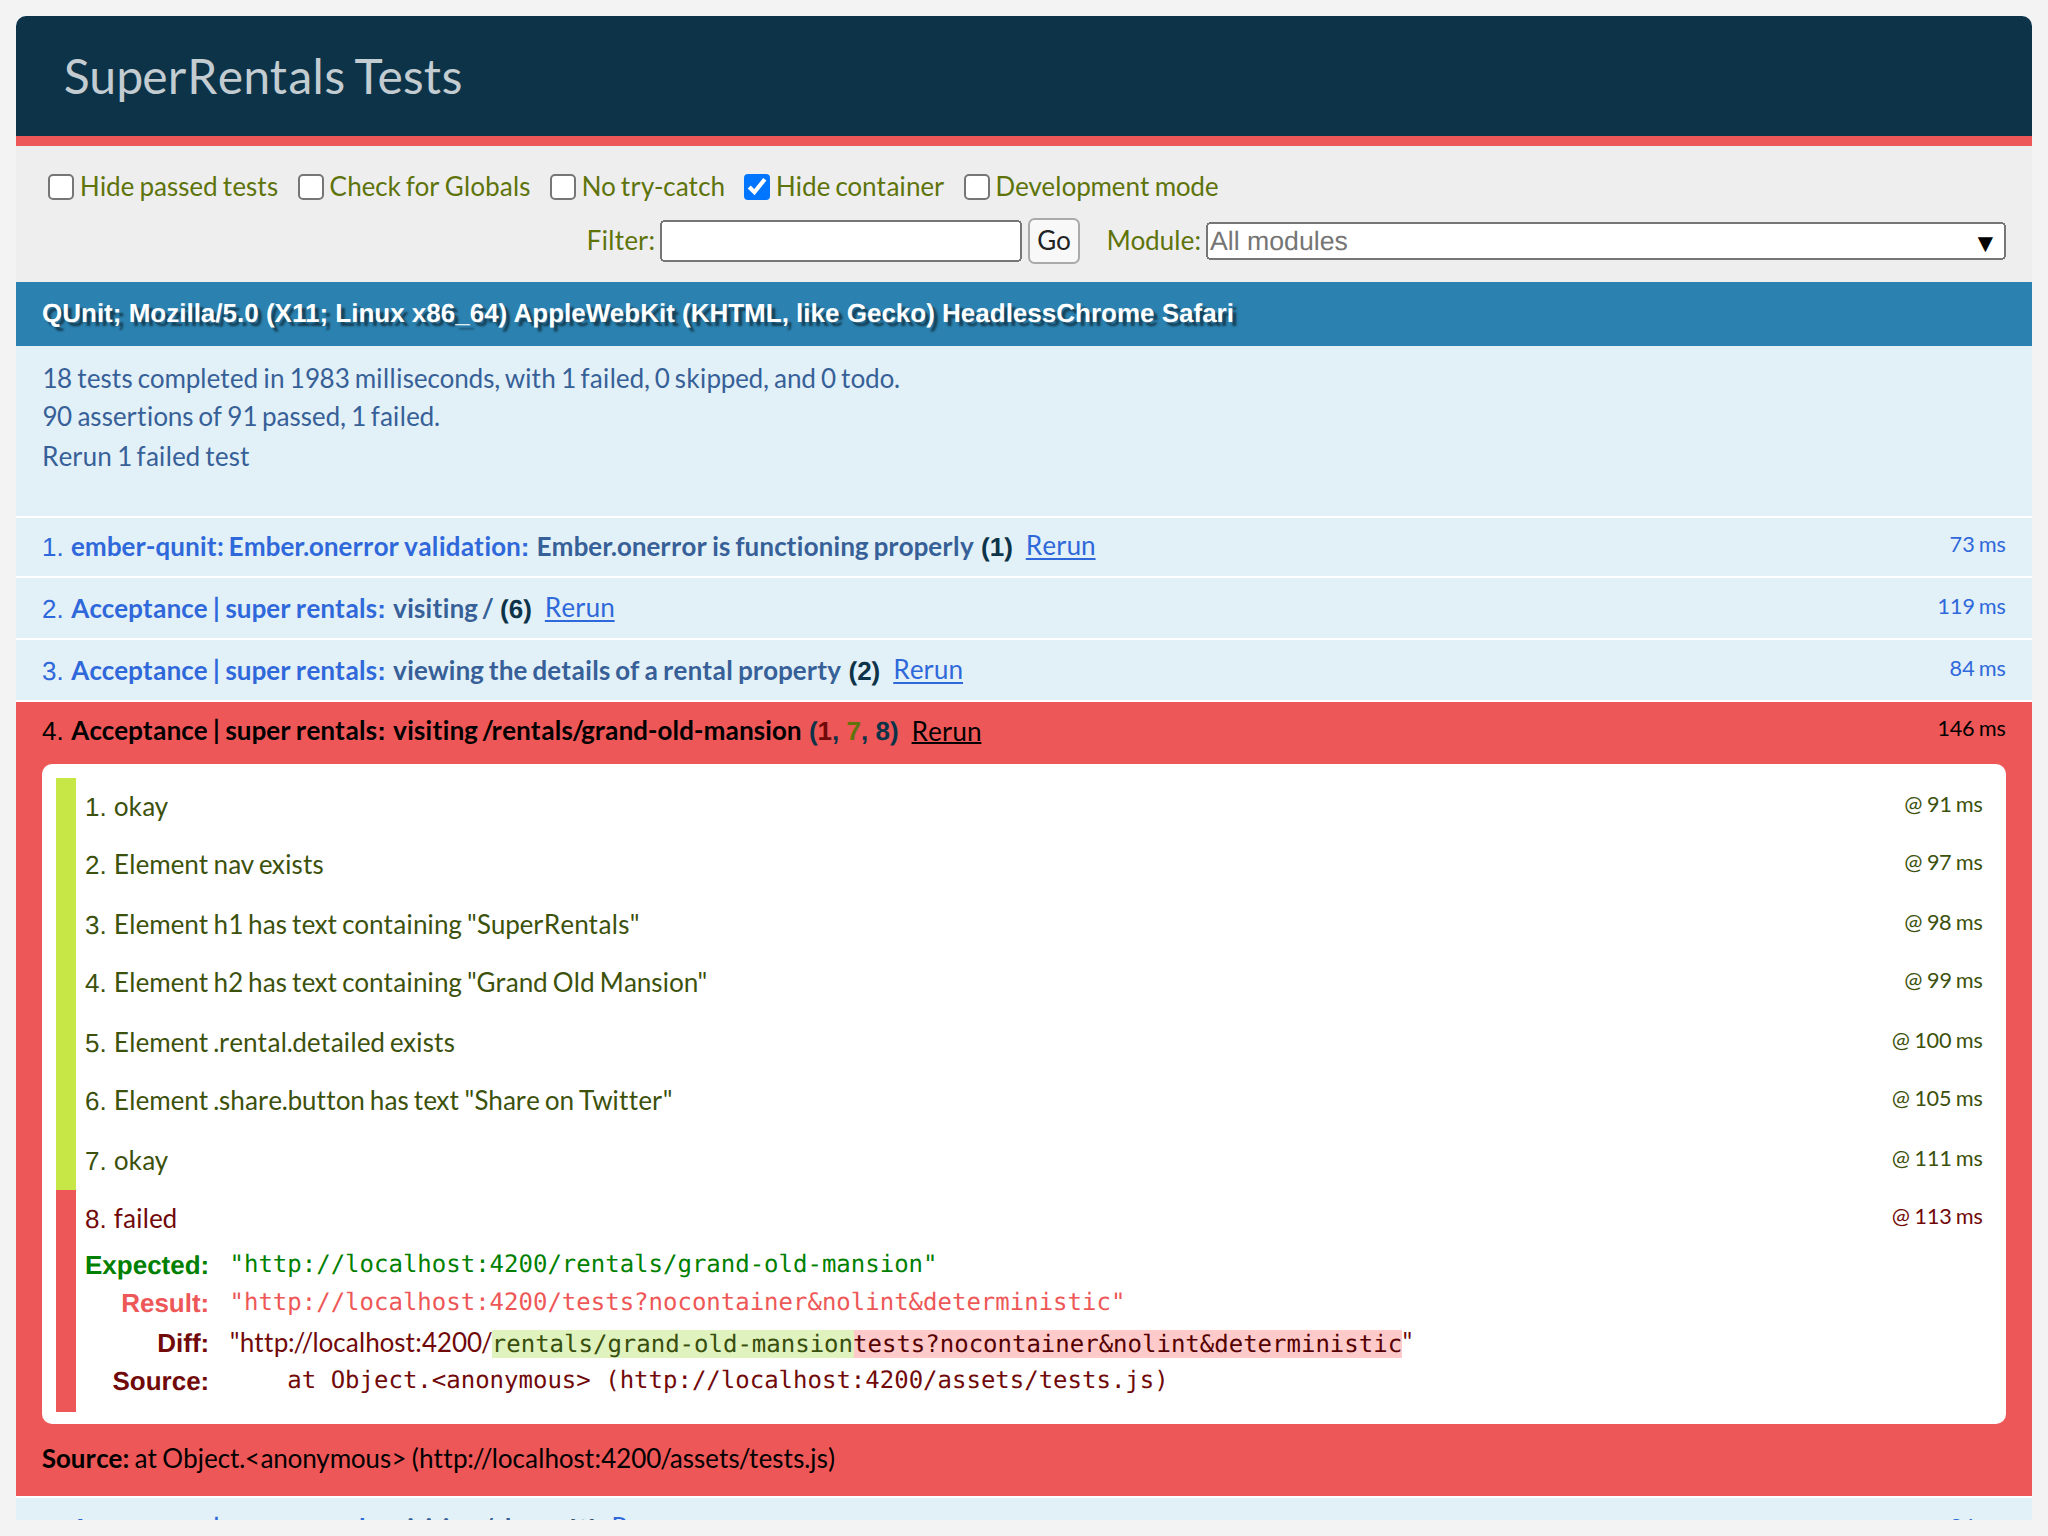 SuperRentals Tests
Hide passed tests Check for Globals No try-catch Hide container Development mode
Filter: Go Module: All modules ▼
QUnit; Mozilla/5.0 (X11; Linux x86_64) AppleWebKit (KHTML, like Gecko) HeadlessChrome Safari
18 tests completed in 1983 milliseconds, with 1 failed, 0 skipped, and 0 todo.
90 assertions of 91 passed, 1 failed.
Rerun 1 failed test
1. ember-qunit: Ember.onerror validation: Ember.onerror is functioning properly (1) Rerun 73 ms
2. Acceptance | super rentals: visiting / (6) Rerun 119 ms
3. Acceptance | super rentals: viewing the details of a rental property (2) Rerun 84 ms
4. Acceptance | super rentals: visiting /rentals/grand-old-mansion (1, 7, 8) Rerun 146 ms
1. okay @ 91 ms
2. Element nav exists @ 97 ms
3. Element h1 has text containing "SuperRentals" @ 98 ms
4. Element h2 has text containing "Grand Old Mansion" @ 99 ms
5. Element .rental.detailed exists @ 100 ms
6. Element .share.button has text "Share on Twitter" @ 105 ms
7. okay @ 111 ms
8. failed @ 113 ms
Expected: "http://localhost:4200/rentals/grand-old-mansion"
Result: "http://localhost:4200/tests?nocontainer&nolint&deterministic"
Diff: "http://localhost:4200/rentals/grand-old-mansiontests?nocontainer&nolint&deterministic"
Source: at Object.<anonymous> (http://localhost:4200/assets/tests.js)
Source: at Object.<anonymous> (http://localhost:4200/assets/tests.js)